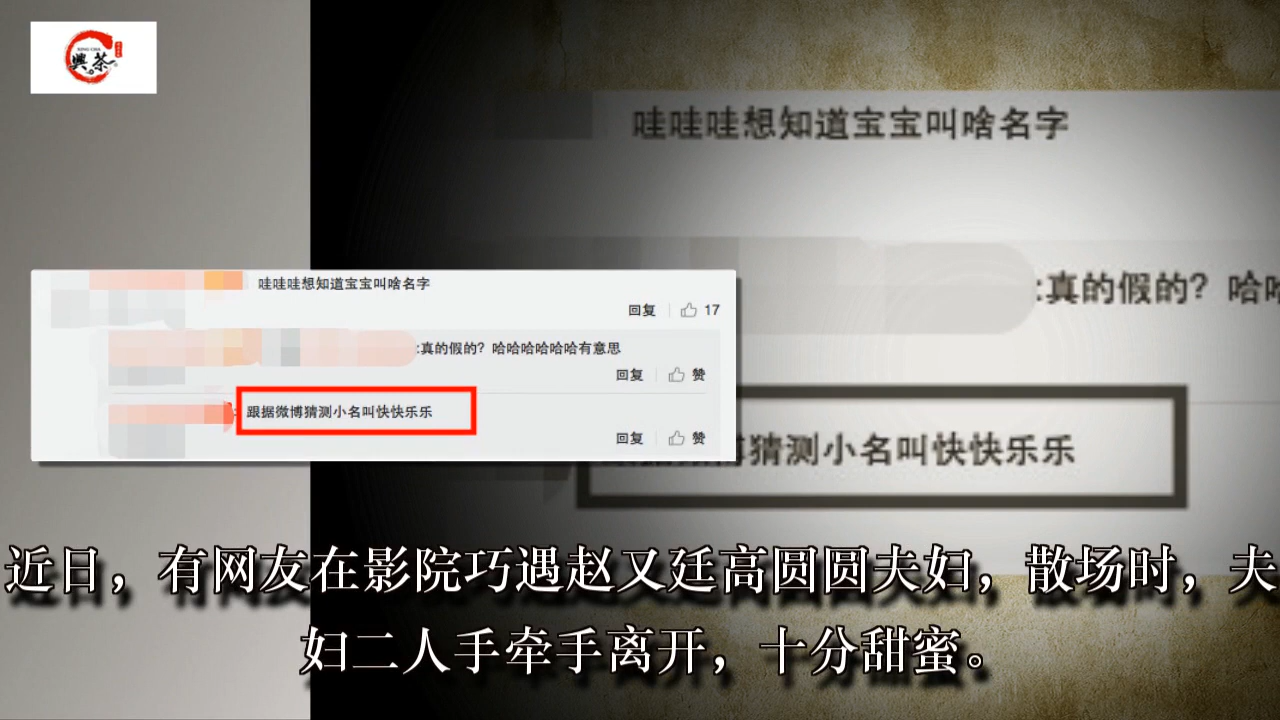 興茶
哇哇哇想知道宝宝叫啥名字
:真的假的？哈哈
猜测小名叫快快乐乐
哇哇哇想知道宝宝叫啥名字
回复 17
:真的假的？哈哈哈哈哈哈有意思
回复 赞
跟据微博猜测小名叫快快乐乐
回复 赞
近日，有网友在影院巧遇赵又廷高圆圆夫妇，散场时，夫
妇二人手牵手离开，十分甜蜜。